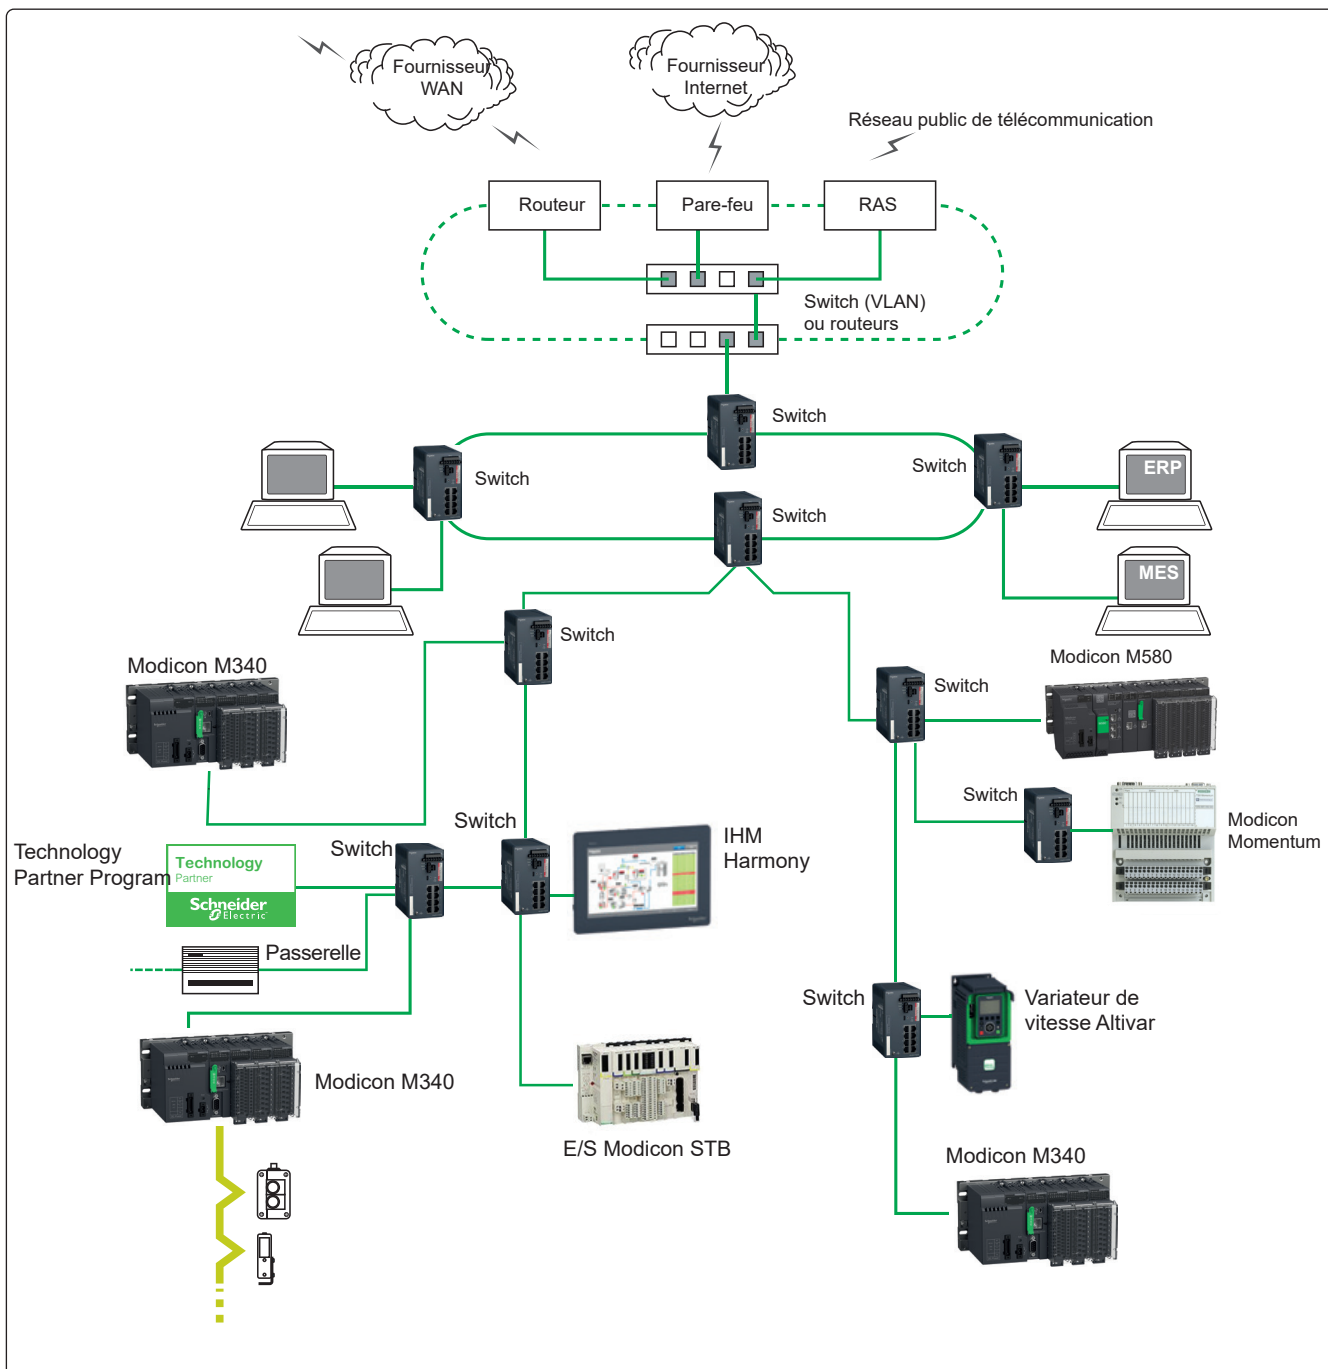 Fournisseur
WAN
Fournisseur
Internet
Réseau public de télécommunication
Routeur
Pare-feu
RAS
Switch (VLAN)
ou routeurs
Switch
Switch
Switch
ERP
Switch
MES
Switch
Modicon M340
Modicon M580
Switch
Switch
Modicon
Momentum
Switch
IHM
Harmony
Switch
Technology
Partner Program
Technology
Partner
Schneider
Electric
Passerelle
Switch
Variateur de
vitesse Altivar
Modicon M340
E/S Modicon STB
Modicon M340